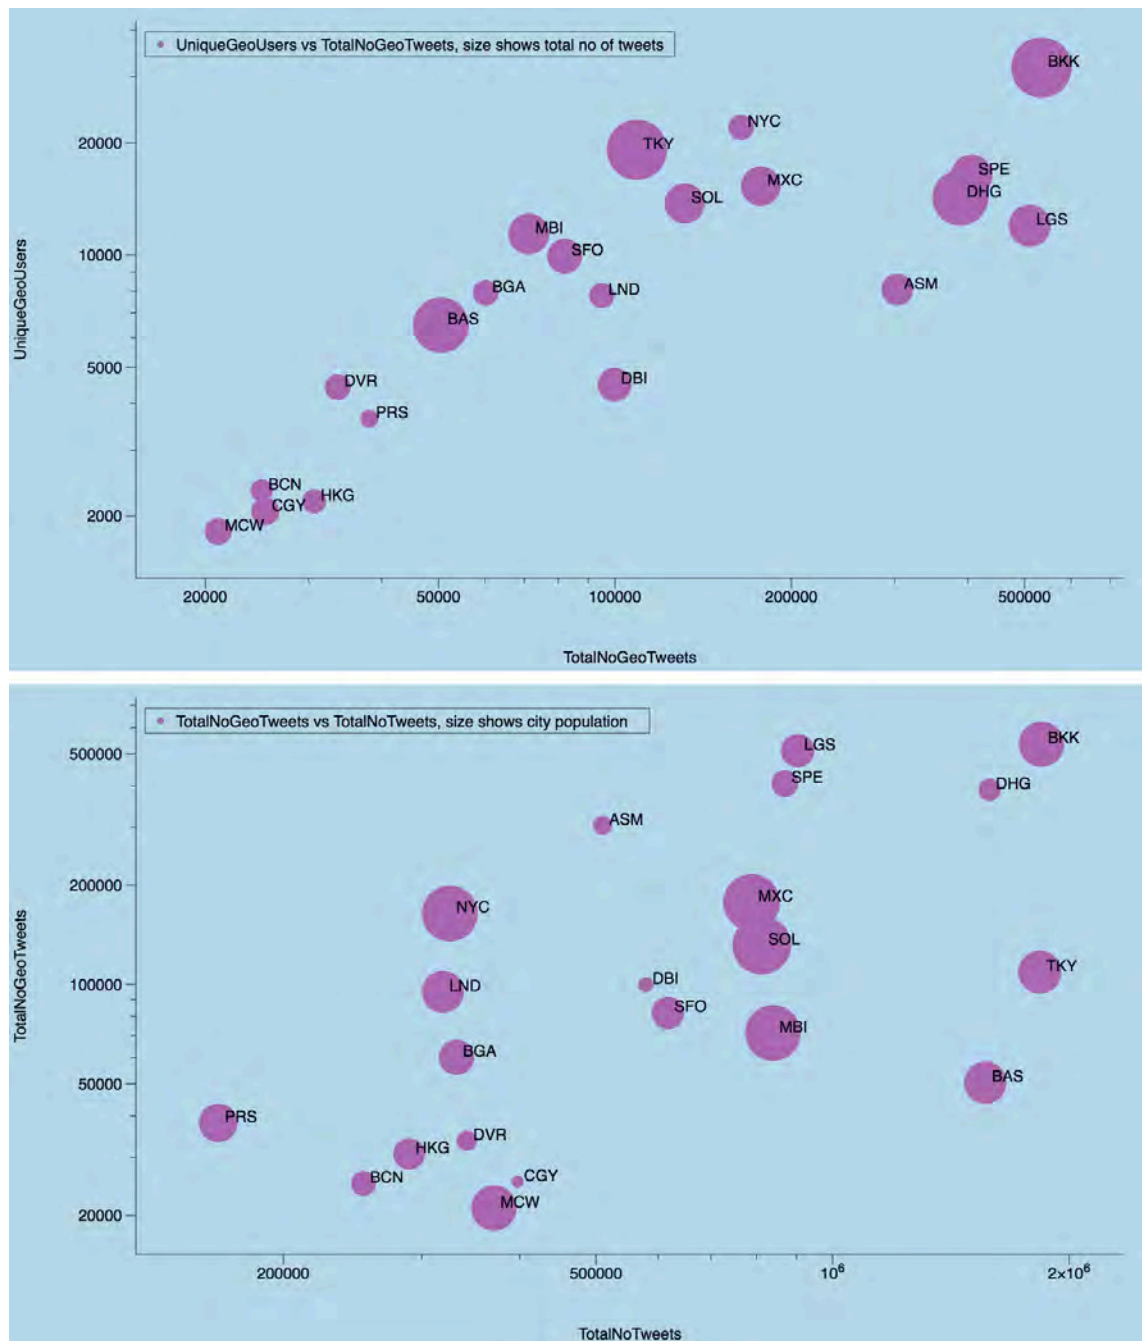 UniqueGeoUsers vs TotalNoGeoTweets, size shows total no of tweets
BKK
NYC
20000
TKY
SPE
MXC
DHG
SOL
LGS
MBI
SFO
10000
ASM
BGA
LND
BAS
UniqueGeoUsers
DVR
DBI
5000
PRS
BCN
HKG
CGY
MCW
2000
20000 50000 100000 200000 500000
TotalNoGeoTweets
TotalNoGeoTweets vs TotalNoTweets, size shows city population
LGS
BKK
500000
SPE
DHG
ASM
200000
MXC
NYC
SOL
TKY
DBI
LND
100000
SFO
TotalNoGeoTweets
MBI
BGA
BAS
50000
PRS
DVR
HKG
BCN
CGY
MCW
20000
200000 500000 10⁶ 2×10⁶
TotalNoTweets